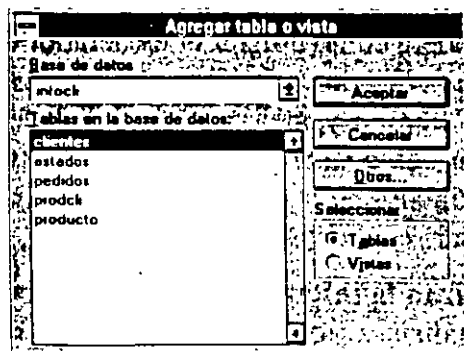 Agregar tabla o vista
Base de datos
Aceptar
Tablas en la base de datos:
Cancelar
clientes
estados
Otros...
pedidos
prodcli
Seleccionar
producto
Tablas
Vistas